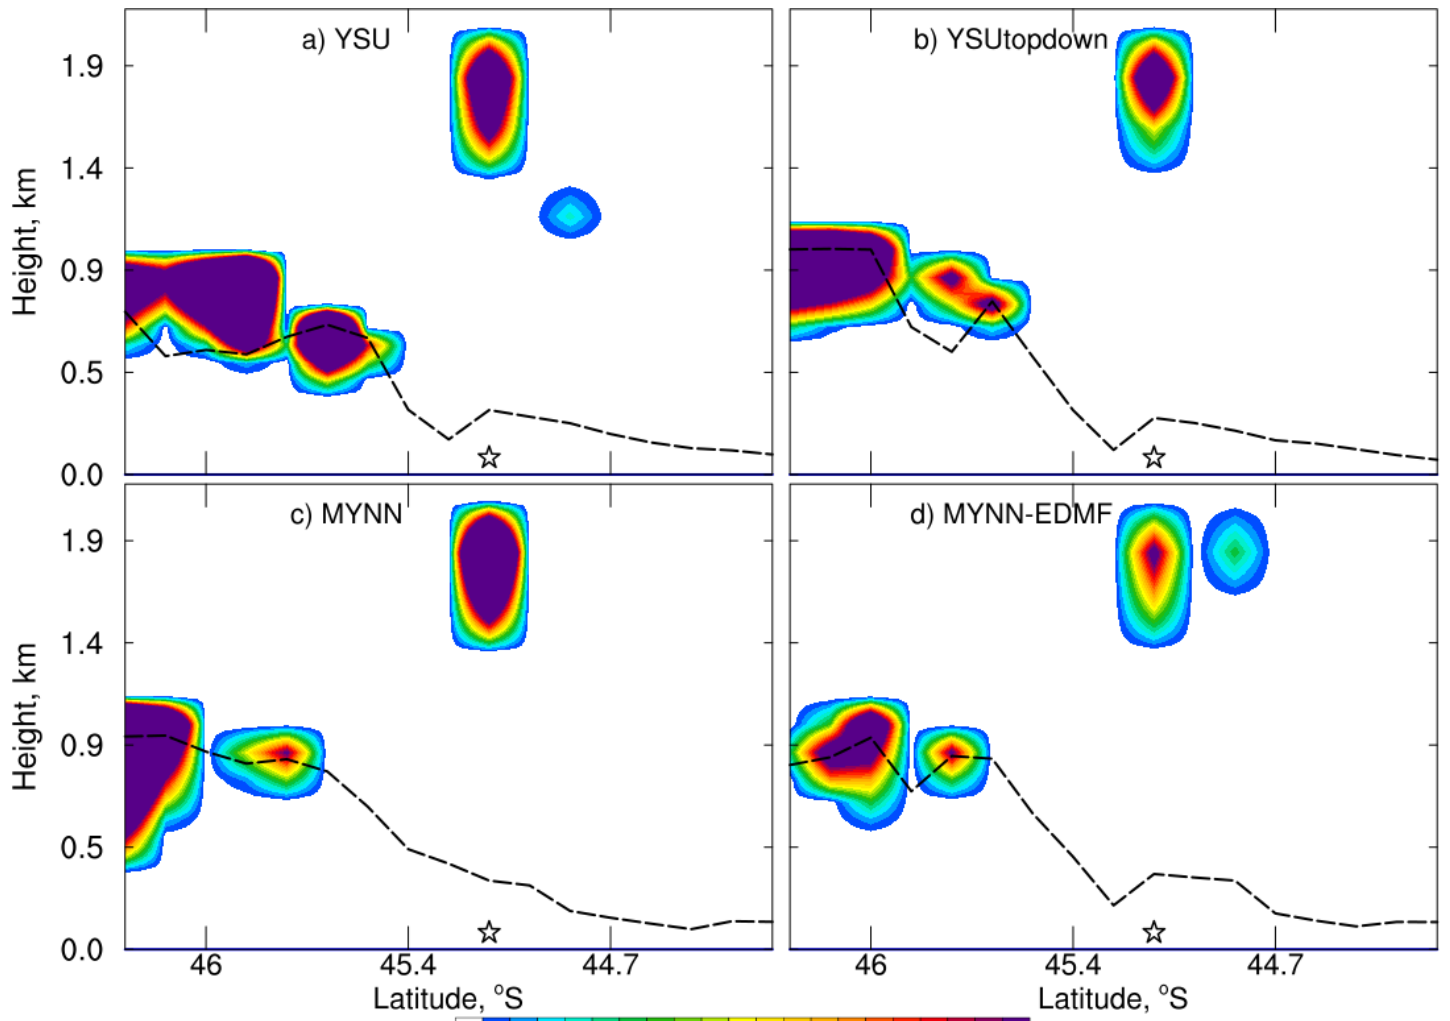 a) YSU
b) YSUtopdown
1.9
1.4
0.9
0.5
0.0
Height, km
c) MYNN
d) MYNN-EDMF
1.9
1.4
0.9
0.5
0.0
Height, km
46 45.4 44.7
46 45.4 44.7
Latitude, °S
Latitude, °S